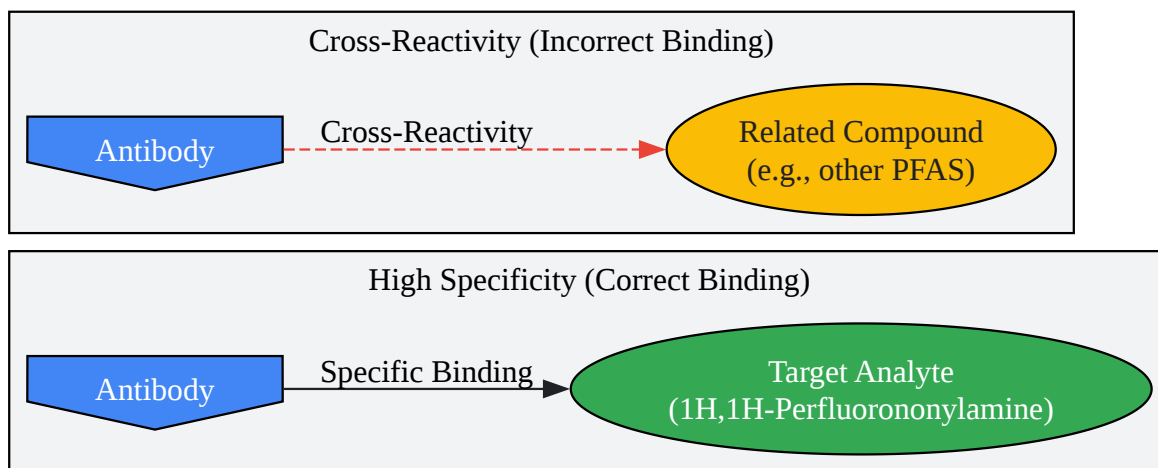 Cross-Reactivity (Incorrect Binding)
Antibody
Cross-Reactivity
Related Compound
(e.g., other PFAS)
High Specificity (Correct Binding)
Antibody
Specific Binding
Target Analyte
(1H,1H-Perfluorononylamine)